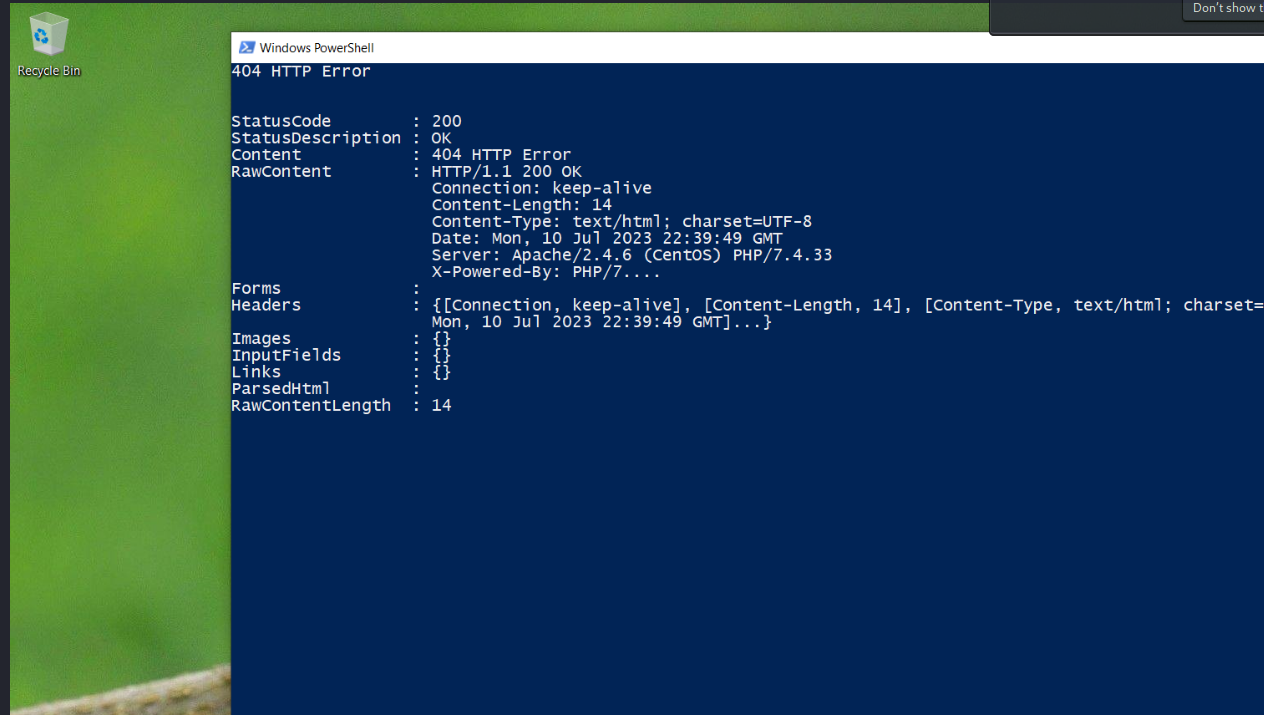 Don't show t
Recycle Bin
Windows PowerShell
404 HTTP Error
StatusCode : 200
StatusDescription : OK
Content : 404 HTTP Error
RawContent : HTTP/1.1 200 OK
Connection: keep-alive
Content-Length: 14
Content-Type: text/html; charset=UTF-8
Date: Mon, 10 Jul 2023 22:39:49 GMT
Server: Apache/2.4.6 (CentOS) PHP/7.4.33
X-Powered-By: PHP/7....
Forms :
Headers : {[Connection, keep-alive], [Content-Length, 14], [Content-Type, text/html; charset=
Mon, 10 Jul 2023 22:39:49 GMT]...}
Images : {}
InputFields : {}
Links : {}
ParsedHtml :
RawContentLength : 14